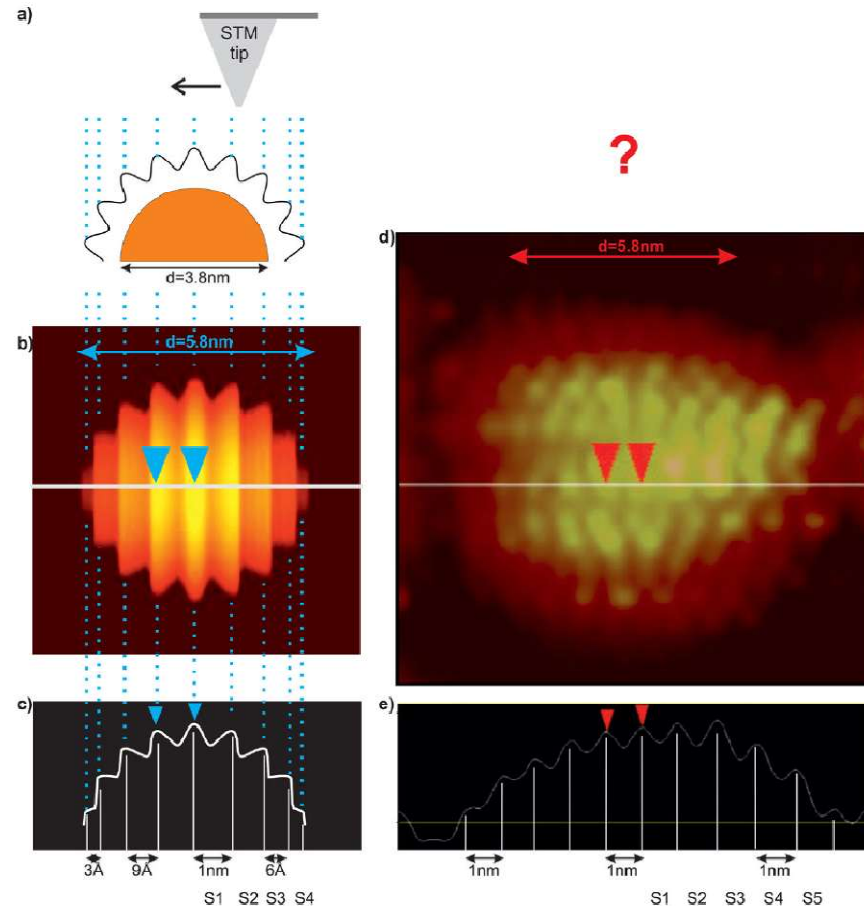 a)
STM
tip
d=3.8nm
?
b)
d=5.8nm
d)
d=5.8nm
c)
3Å
9Å
1nm
6Å
S1 S2 S3 S4
e)
1nm
1nm
1nm
S1 S2 S3 S4 S5